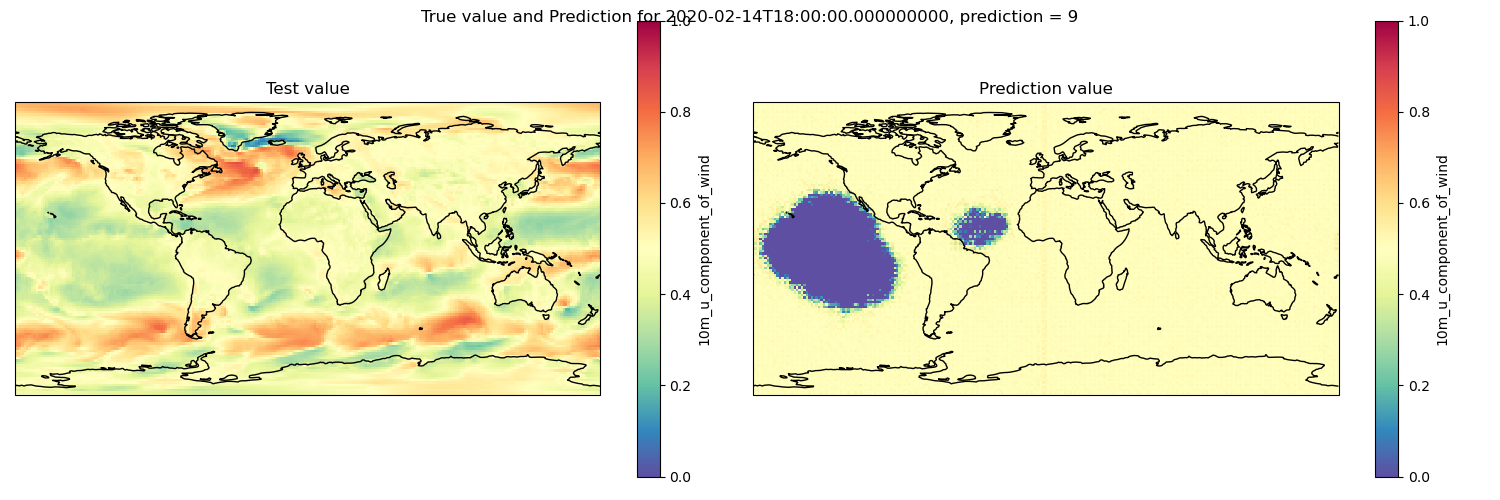 True value and Prediction for 2020-02-14T18:00:00.000000000, prediction = 9
Test value
1.0
0.8
0.6
0.4
0.2
0.0
10m_u_component_of_wind
Prediction value
1.0
0.8
0.6
0.4
0.2
0.0
10m_u_component_of_wind